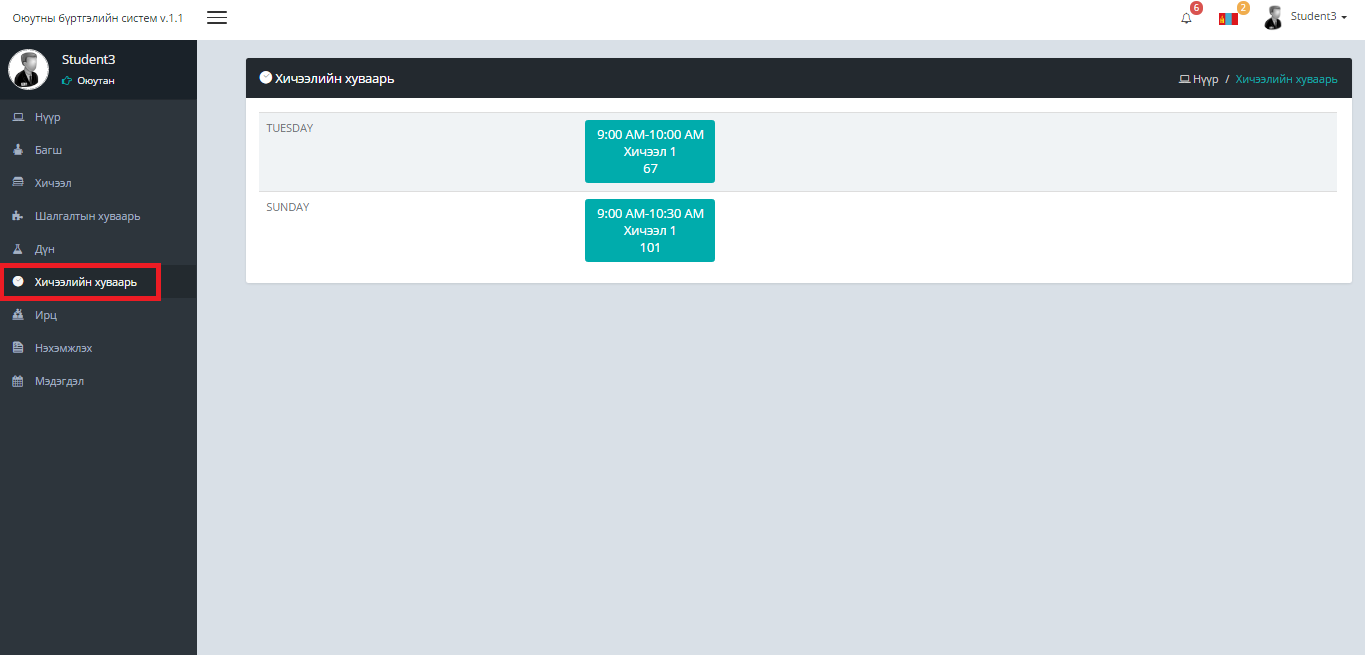 Оюутны бүртгэлийн систем v.1.1
6
2
Student3
Student3
Оюутан
Нүүр
Багш
Хичээл
Шалгалтын хуваарь
Дүн
Хичээлийн хуваарь
Ирц
Нэхэмжлэх
Мэдэгдэл
Хичээлийн хуваарь
Нүүр / Хичээлийн хуваарь
TUESDAY
9:00 AM-10:00 AM
Хичээл 1
67
SUNDAY
9:00 AM-10:30 AM
Хичээл 1
101